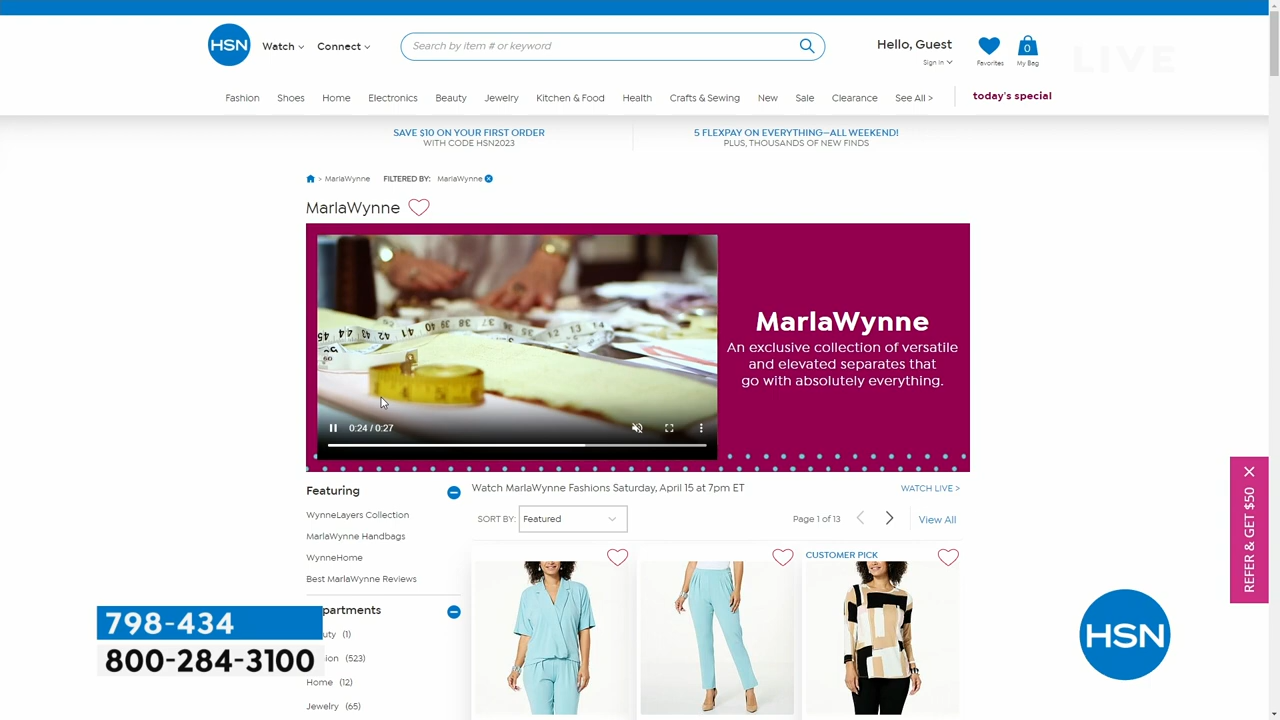 HSN
Watch
Connect
Search by item # or keyword
Hello, Guest
Sign In
Favorites
0
My Bag
LIVE
Fashion
Shoes
Home
Electronics
Beauty
Jewelry
Kitchen & Food
Health
Crafts & Sewing
New
Sale
Clearance
See All >
today's special
SAVE $10 ON YOUR FIRST ORDER
WITH CODE HSN2023
5 FLEXPAY ON EVERYTHING—ALL WEEKEND!
PLUS, THOUSANDS OF NEW FINDS
> MarlaWynne
FILTERED BY:
MarlaWynne
MarlaWynne
MarlaWynne
An exclusive collection of versatile
and elevated separates that
go with absolutely everything.
0:24 / 0:27
Featuring
WynneLayers Collection
MarlaWynne Handbags
WynneHome
Best MarlaWynne Reviews
Watch MarlaWynne Fashions Saturday, April 15 at 7pm ET
WATCH LIVE >
SORT BY:
Featured
Page 1 of 13
View All
CUSTOMER PICK
REFER & GET $50
partments
uty (1)
ion (523)
Home (12)
Jewelry (65)
798-434
800-284-3100
HSN